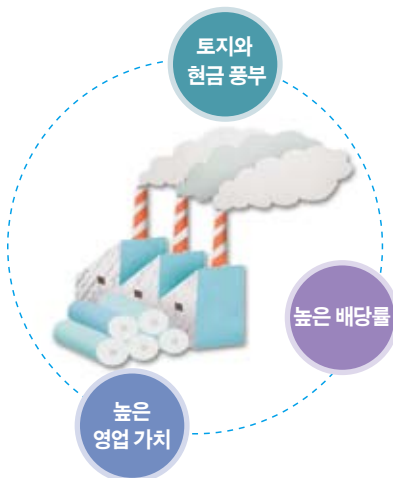 토지와
현금 풍부
높은 배당률
높은
영업 가치